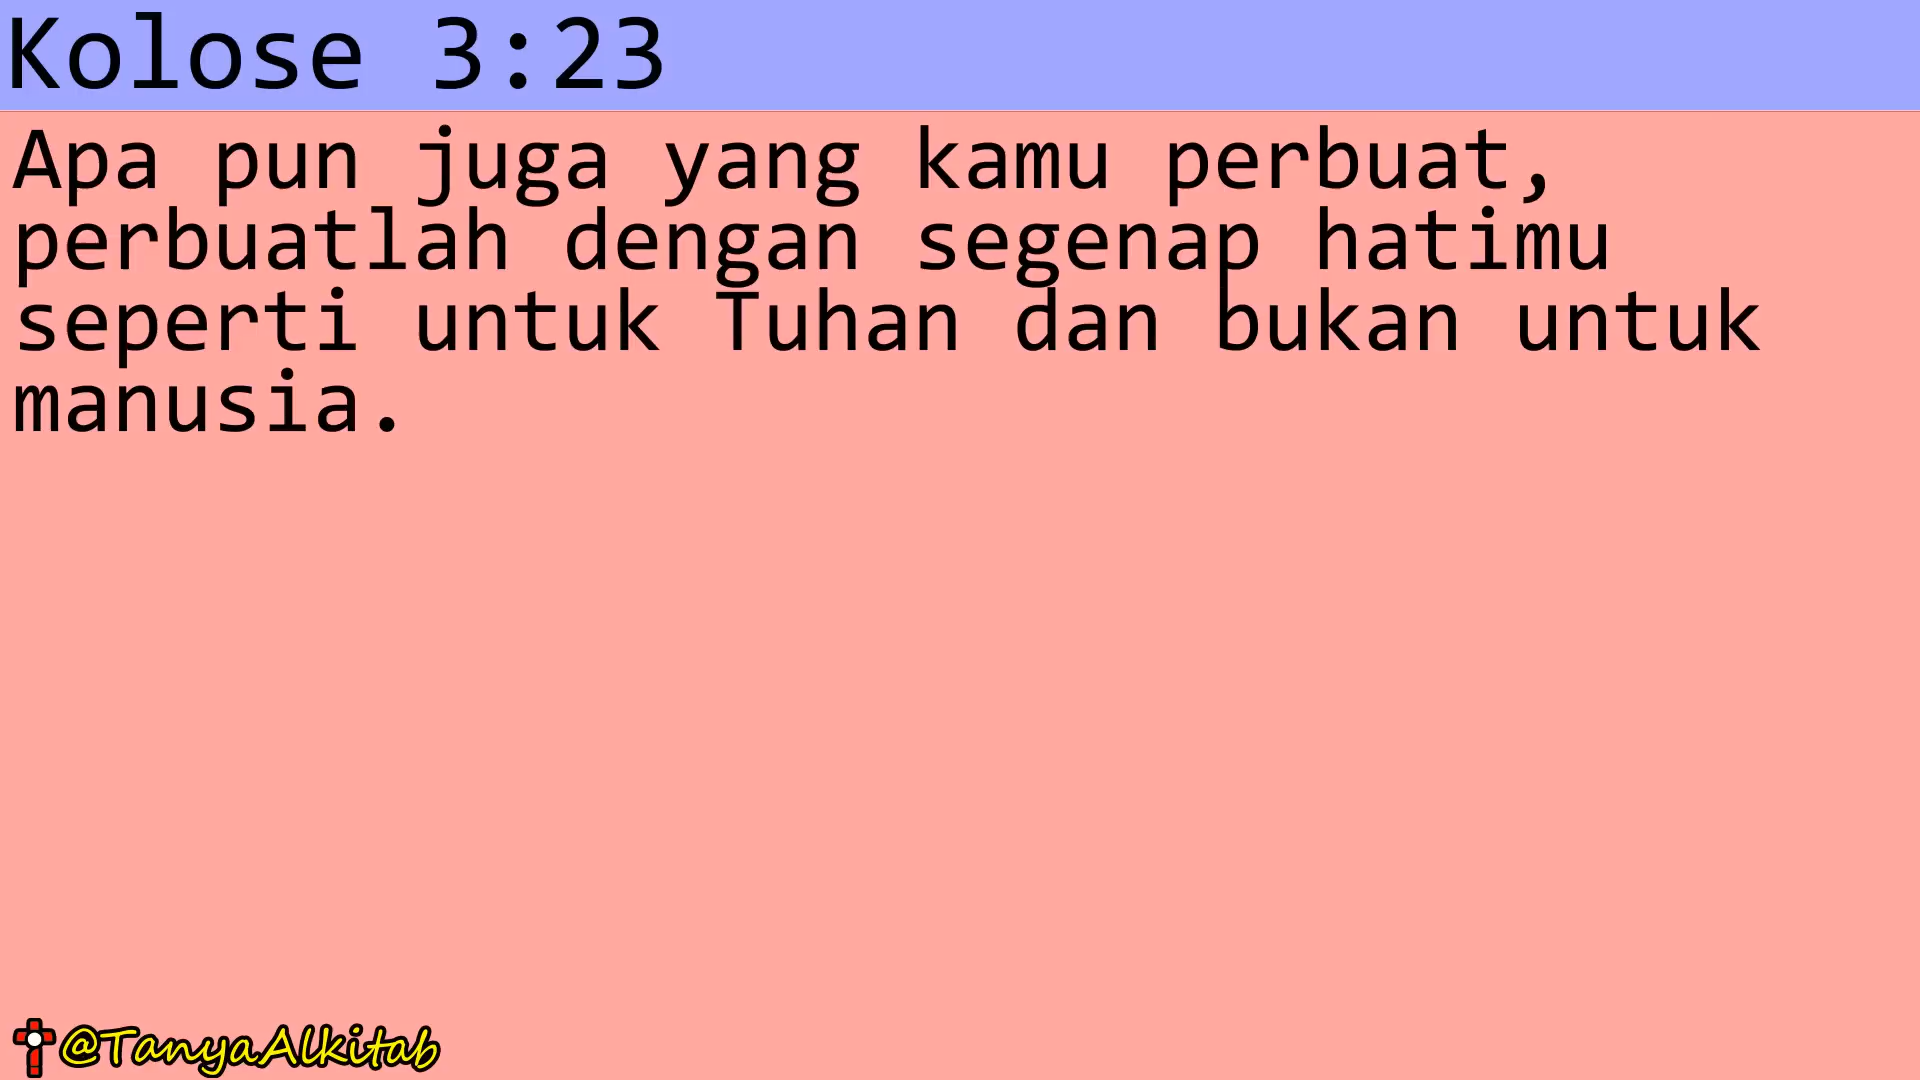 Kolose 3:23
Apa pun juga yang kamu perbuat,
perbuatlah dengan segenap hatimu
seperti untuk Tuhan dan bukan untuk
manusia.
@TanyaAlkitab